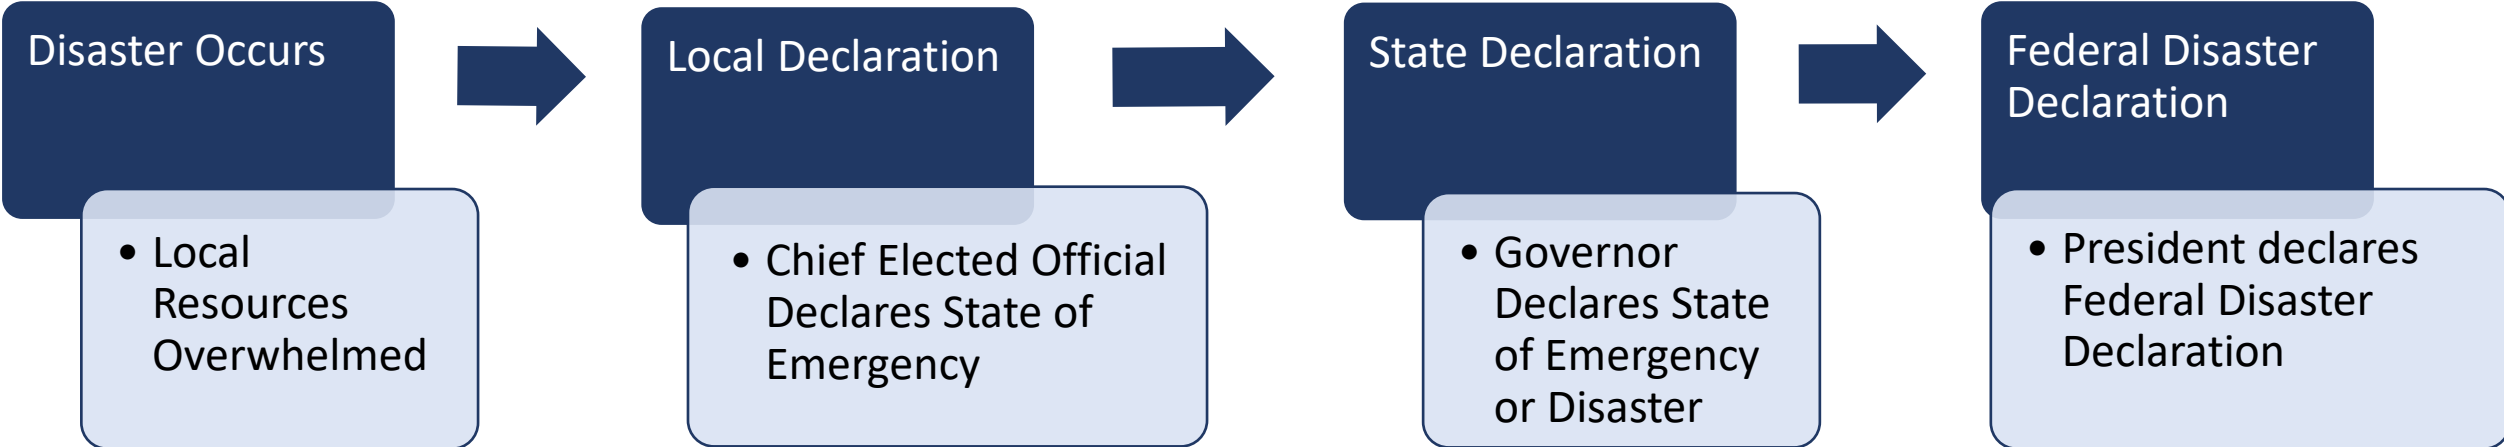 Disaster Occurs
• Local
Resources
Overwhelmed
Local Declaration
• Chief Elected Official
Declares State of
Emergency
State Declaration
• Governor
Declares State
of Emergency
or Disaster
Federal Disaster
Declaration
• President declares
Federal Disaster
Declaration